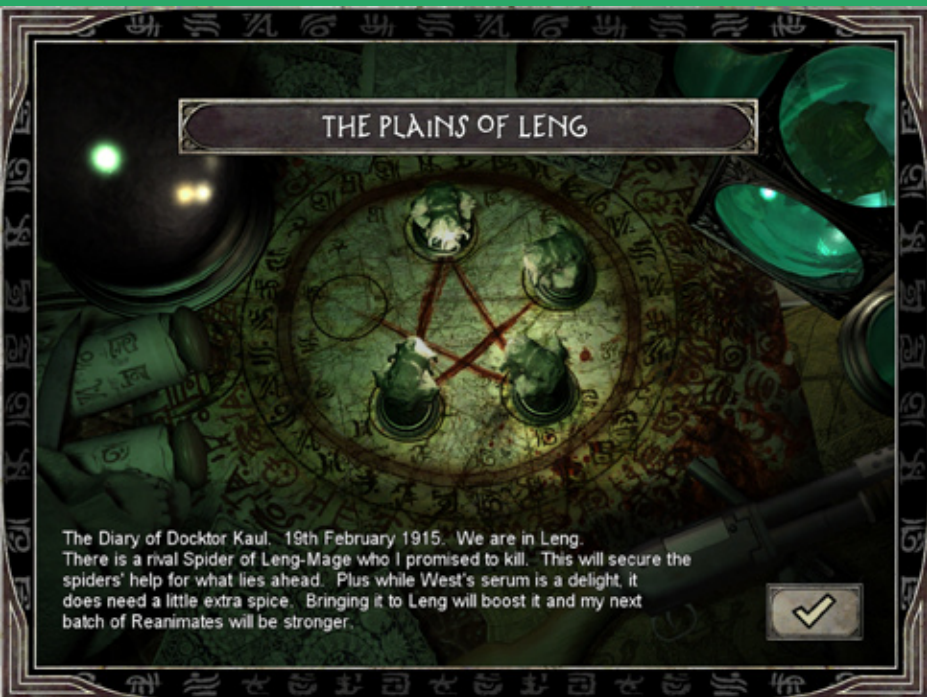 THE PLAINS OF LENG
The Diary of Docktor Kaul. 19th February 1915. We are in Leng.
There is a rival Spider of Leng-Mage who I promised to kill. This will secure the
spiders' help for what lies ahead. Plus while West's serum is a delight, it
does need a little extra spice. Bringing it to Leng will boost it and my next
batch of Reanimates will be stronger.